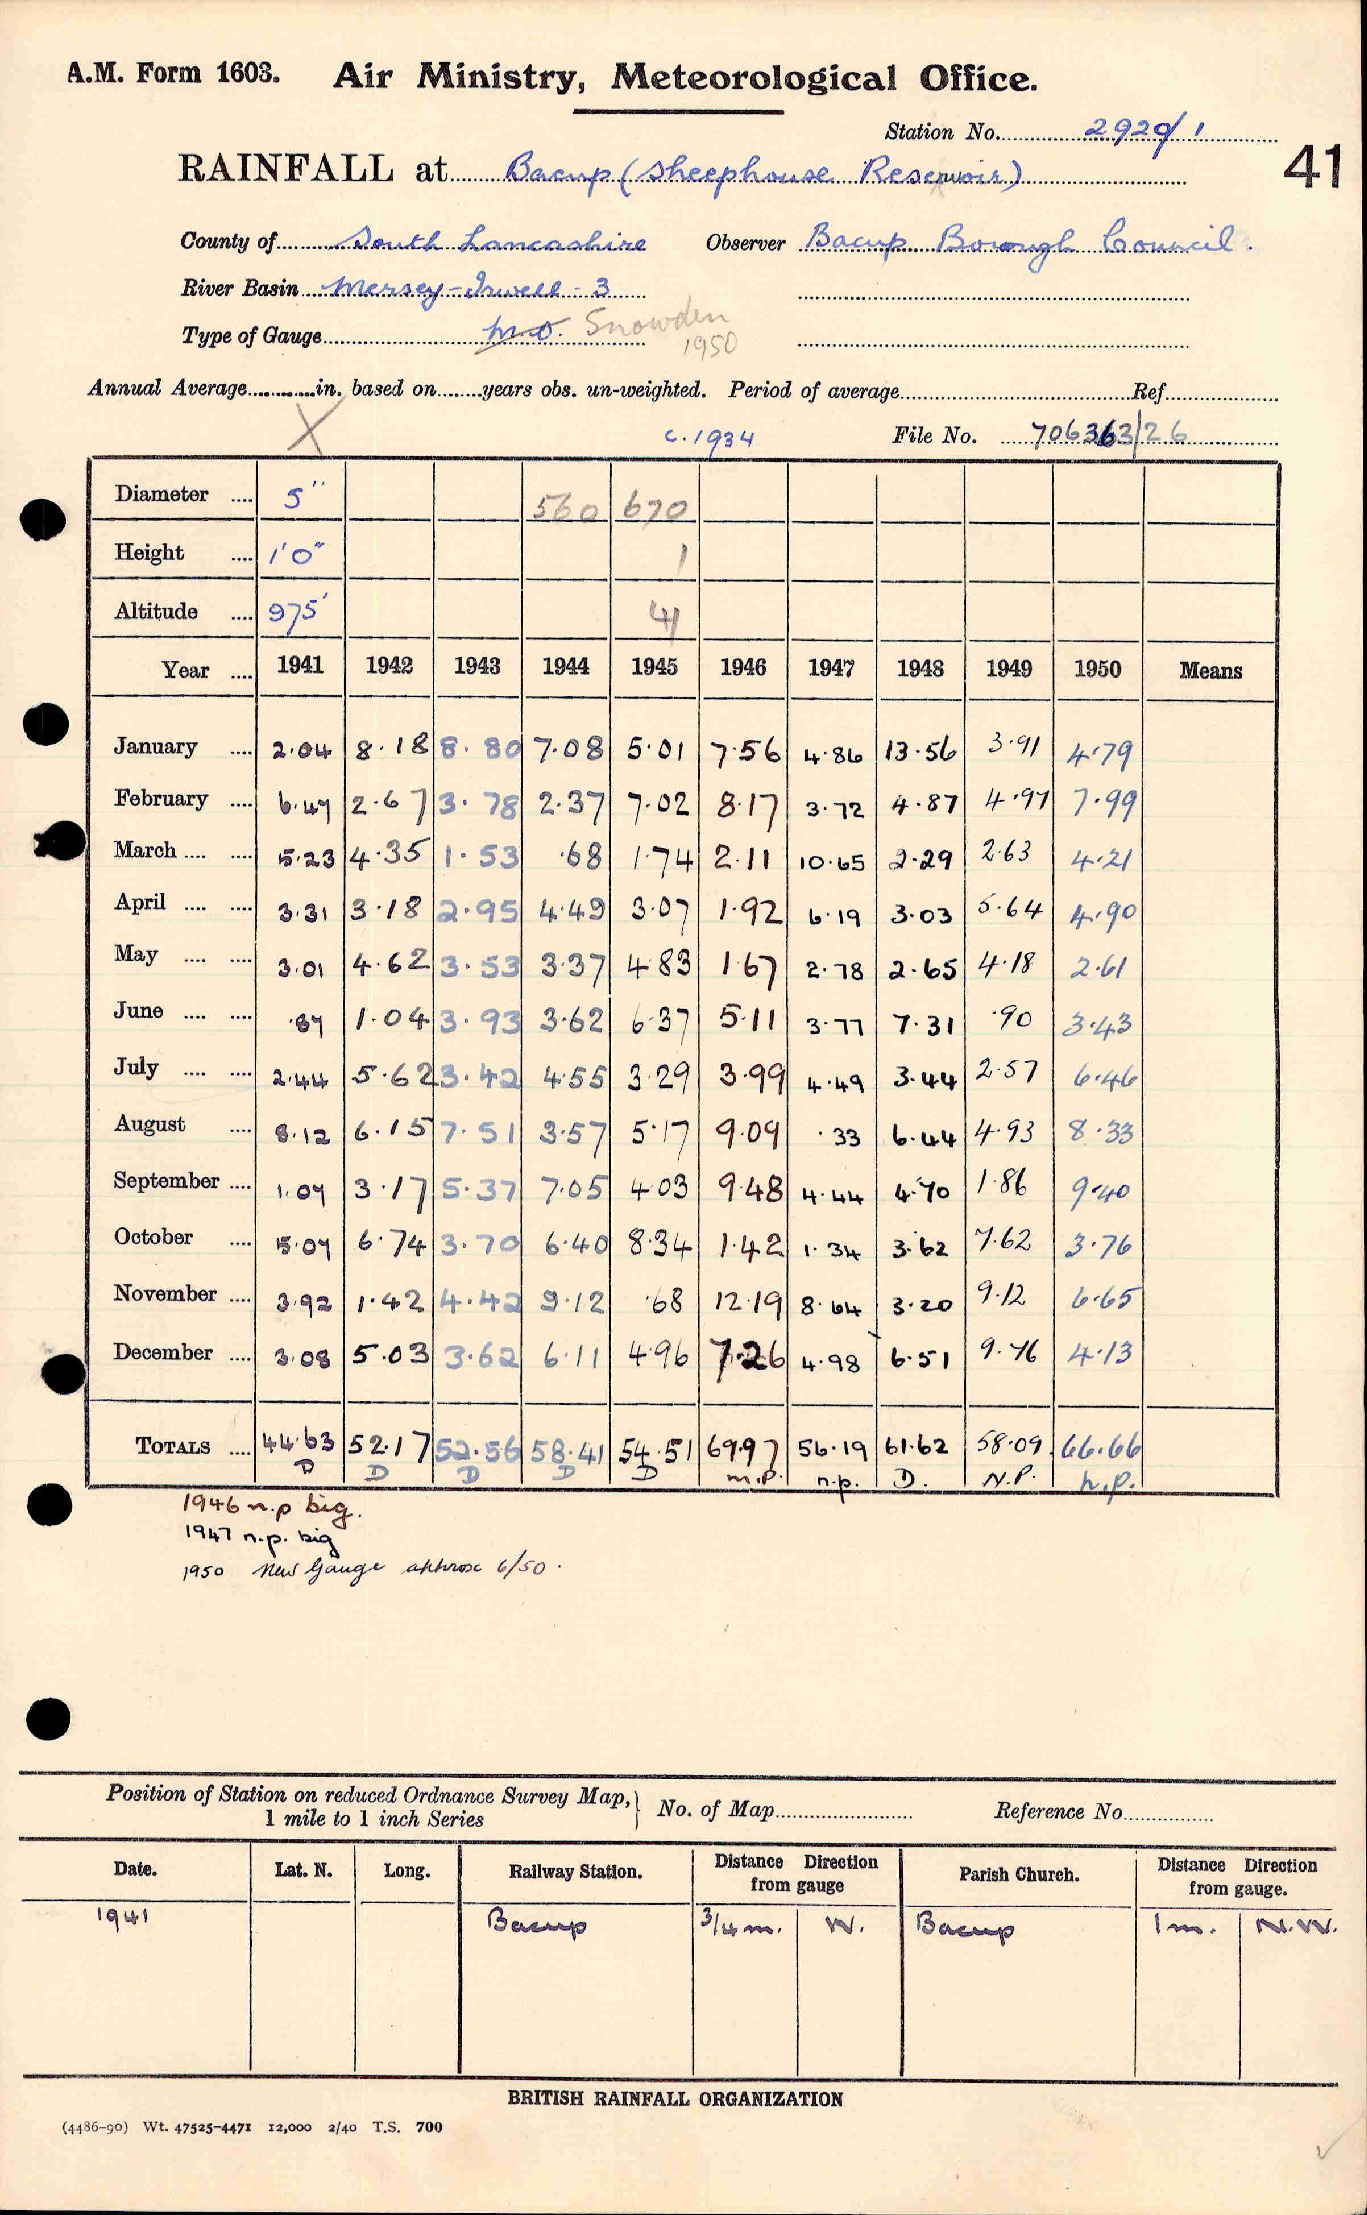 A.M. Form 1603. Air Ministry, Meteorological Office.
Station No. 2920/1
41
RAINFALL at Bacup (Sheephouse Reservoir)
County of South Lancashire Observer Bacup Borough Council.
River Basin Mersey-Irwell-3
Type of Gauge M.O. Snowden
1950
Annual Average in. based on years obs. un-weighted. Period of average Ref
X c.1934 File No. 706363/26
Diameter .... 5" 560 670
Height .... 1'0" 1
Altitude .... 975' 41
Year .... 1941 1942 1943 1944 1945 1946 1947 1948 1949 1950 Means
January .... 2.04 8.18 8.80 7.08 5.01 7.56 4.86 13.56 3.91 4.79
February .... 6.47 2.67 3.78 2.37 7.02 8.17 3.72 4.87 4.97 7.99
March .... .... 5.23 4.35 1.53 .68 1.74 2.11 10.65 2.29 2.63 4.21
April .... .... 3.31 3.18 2.95 4.49 3.07 1.92 6.19 3.03 5.64 4.90
May .... .... 3.01 4.62 3.53 3.37 4.83 1.67 2.78 2.65 4.18 2.61
June .... .... .87 1.04 3.93 3.62 6.37 5.11 3.77 7.31 .90 3.43
July .... .... 2.44 5.62 3.42 4.55 3.29 3.99 4.49 3.44 2.57 6.46
August .... 8.12 6.15 7.51 3.57 5.17 9.09 .33 6.44 4.93 8.33
September .... 1.07 3.17 5.37 7.05 4.03 9.48 4.44 4.70 1.86 9.40
October .... 5.07 6.74 3.70 6.40 8.34 1.42 1.34 3.62 7.62 3.76
November .... 3.92 1.42 4.42 9.12 .68 12.19 8.64 3.20 9.12 6.65
December .... 3.08 5.03 3.62 6.11 4.96 7.26 4.98 6.51 9.76 4.13
TOTALS .... 44.63 52.17 52.56 58.41 54.51 69.97 56.19 61.62 58.09 66.66
D D D D D m.p. n.p. D. N.P. n.p.
1946 n.p big.
1947 n.p. big
1950 New Gauge approx 6/50.
Position of Station on reduced Ordnance Survey Map, 1 mile to 1 inch Series } No. of Map Reference No
Date. Lat. N. Long. Railway Station. Distance Direction from gauge Parish Church. Distance Direction from gauge.
1941 Bacup 3/4 m. W. Bacup 1 m. N.W.
BRITISH RAINFALL ORGANIZATION
(4486-90) Wt. 47525-4471 12,000 2/40 T.S. 700